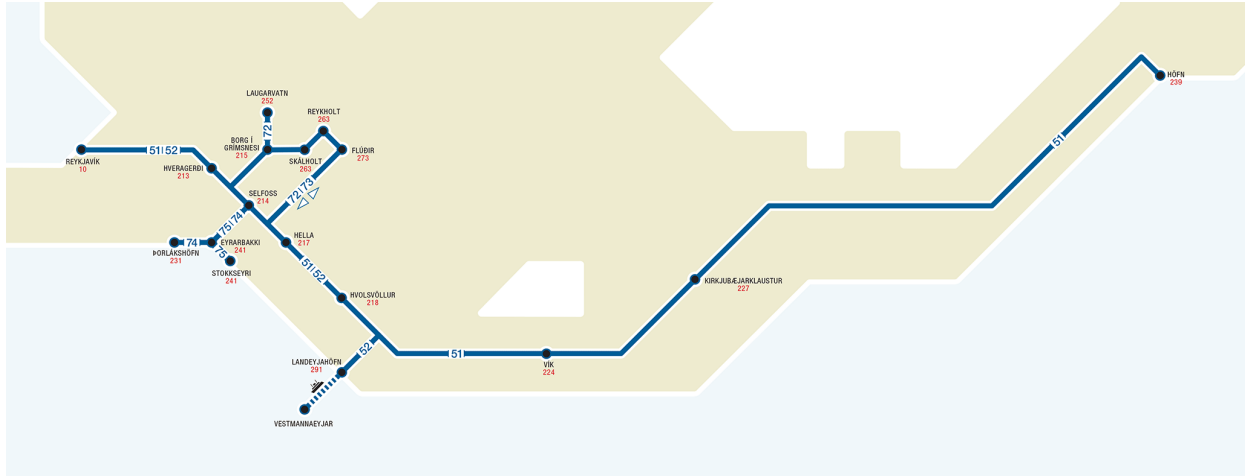 HÖFN
239
51
LAUGARVATN
252
REYKHOLT
263
72
BORG Í
GRÍMSNESI
215
51|52
REYKJAVÍK
10
HVERAGERÐI
213
SKÁLHOLT
263
FLÚÐIR
273
72|73
SELFOSS
214
75|74
74
EYRARBAKKI
241
ÞORLÁKSHÖFN
231
75
STOKKSEYRI
241
HELLA
217
51|52
KIRKJUBÆJARKLAUSTUR
227
HVOLSVÖLLUR
218
52
51
LANDEYJAHÖFN
291
VÍK
224
VESTMANNAEYJAR